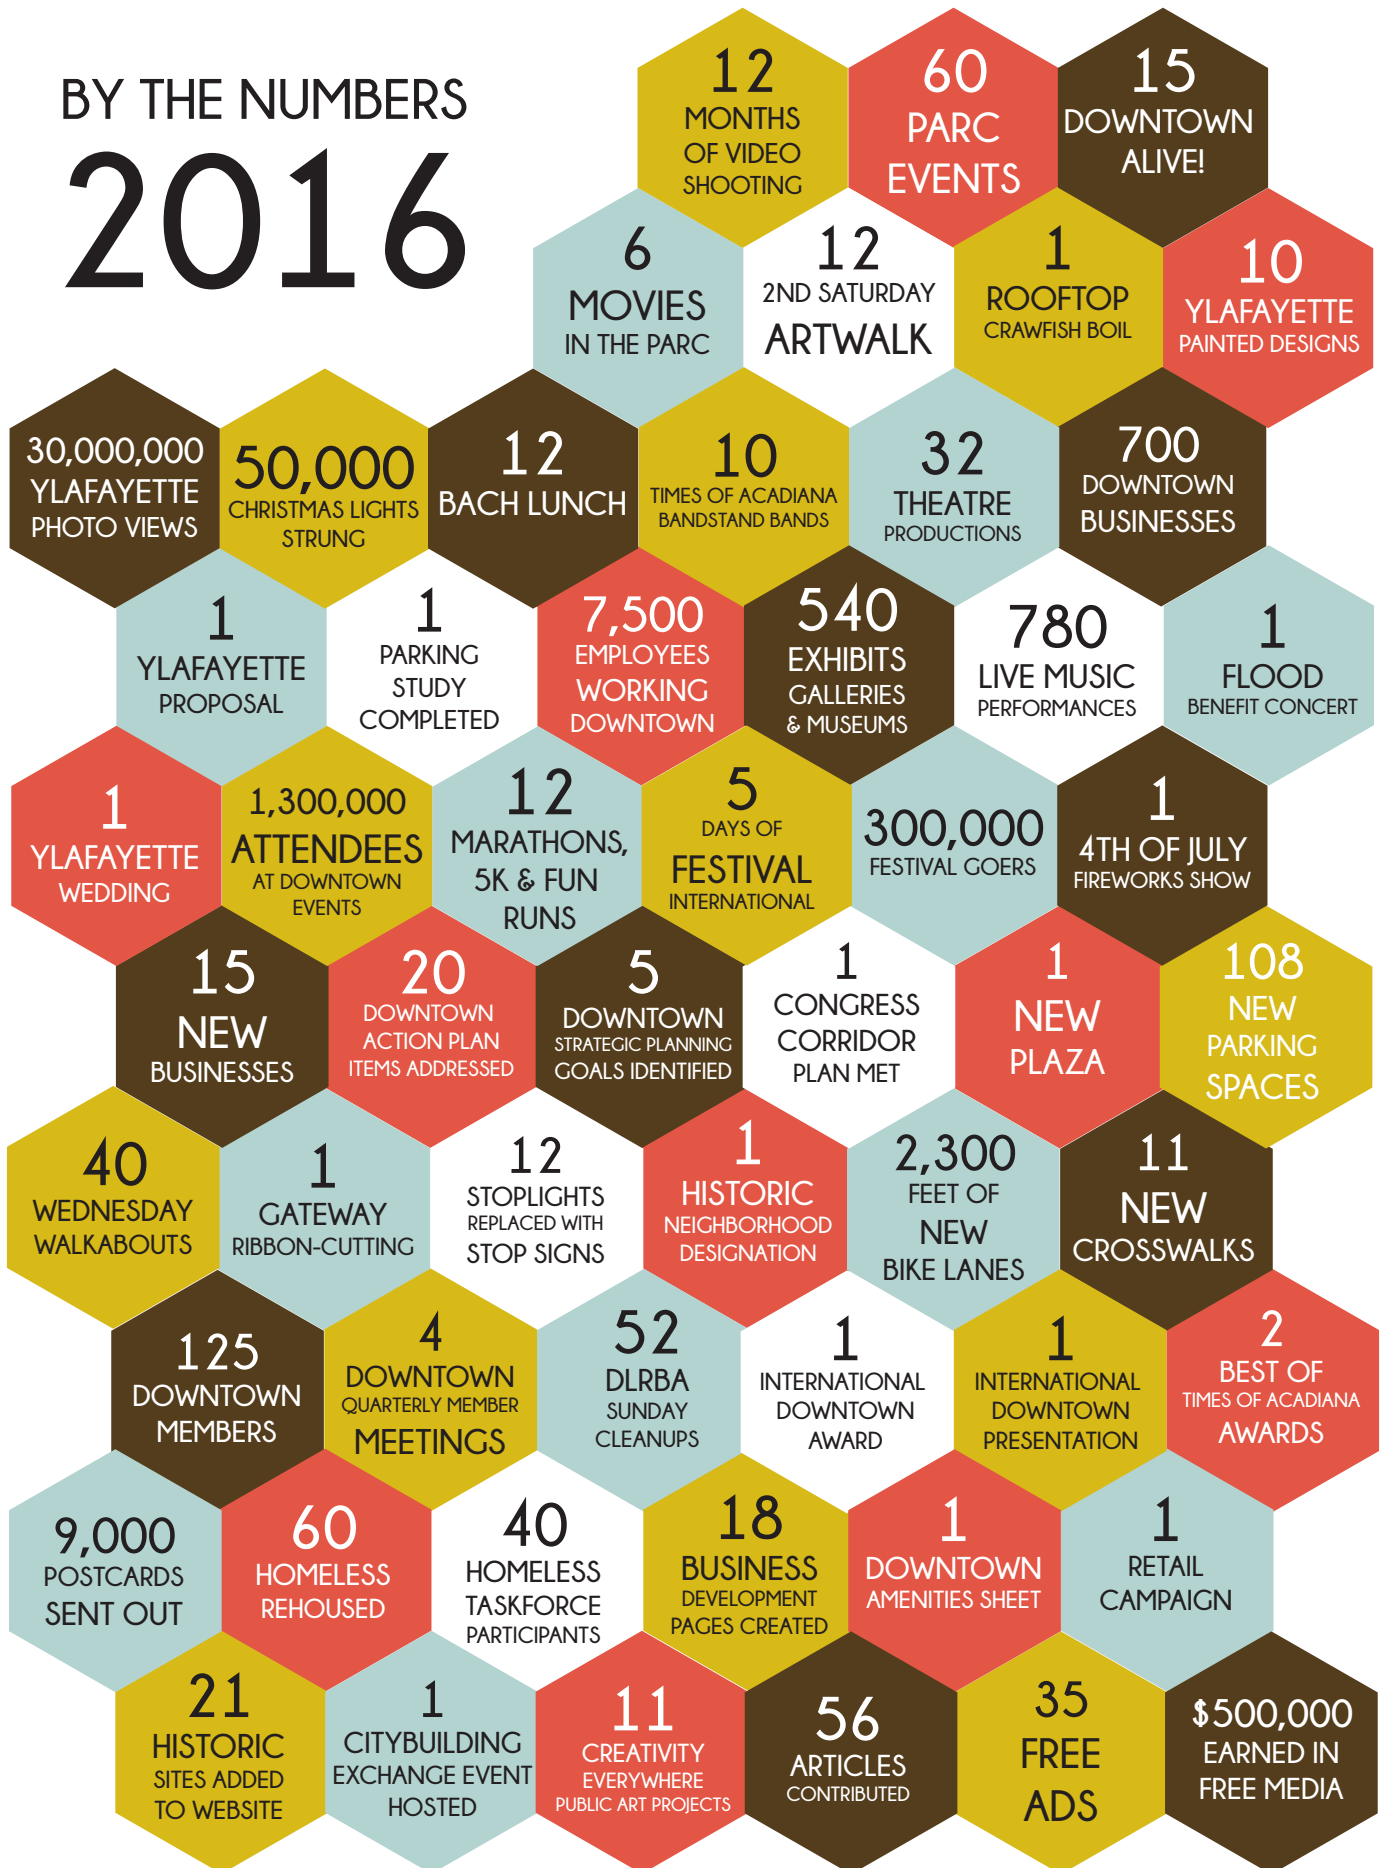 BY THE NUMBERS
2016
12
MONTHS
OF VIDEO
SHOOTING
60
PARC
EVENTS
15
DOWNTOWN
ALIVE!
6
MOVIES
IN THE PARC
12
2ND SATURDAY
ARTWALK
1
ROOFTOP
CRAWFISH BOIL
10
YLAFAYETTE
PAINTED DESIGNS
30,000,000
YLAFAYETTE
PHOTO VIEWS
50,000
CHRISTMAS LIGHTS
STRUNG
12
BACH LUNCH
10
TIMES OF ACADIANA
BANDSTAND BANDS
32
THEATRE
PRODUCTIONS
700
DOWNTOWN
BUSINESSES
1
YLAFAYETTE
PROPOSAL
1
PARKING
STUDY
COMPLETED
7,500
EMPLOYEES
WORKING
DOWNTOWN
540
EXHIBITS
GALLERIES
& MUSEUMS
780
LIVE MUSIC
PERFORMANCES
1
FLOOD
BENEFIT CONCERT
1
YLAFAYETTE
WEDDING
1,300,000
ATTENDEES
AT DOWNTOWN
EVENTS
12
MARATHONS,
5K & FUN
RUNS
5
DAYS OF
FESTIVAL
INTERNATIONAL
300,000
FESTIVAL GOERS
1
4TH OF JULY
FIREWORKS SHOW
15
NEW
BUSINESSES
20
DOWNTOWN
ACTION PLAN
ITEMS ADDRESSED
5
DOWNTOWN
STRATEGIC PLANNING
GOALS IDENTIFIED
1
CONGRESS
CORRIDOR
PLAN MET
1
NEW
PLAZA
108
NEW
PARKING
SPACES
40
WEDNESDAY
WALKABOUTS
1
GATEWAY
RIBBON-CUTTING
12
STOPLIGHTS
REPLACED WITH
STOP SIGNS
1
HISTORIC
NEIGHBORHOOD
DESIGNATION
2,300
FEET OF
NEW
BIKE LANES
11
NEW
CROSSWALKS
125
DOWNTOWN
MEMBERS
4
DOWNTOWN
QUARTERLY MEMBER
MEETINGS
52
DLRBA
SUNDAY
CLEANUPS
1
INTERNATIONAL
DOWNTOWN
AWARD
1
INTERNATIONAL
DOWNTOWN
PRESENTATION
2
BEST OF
TIMES OF ACADIANA
AWARDS
9,000
POSTCARDS
SENT OUT
60
HOMELESS
REHOUSED
40
HOMELESS
TASKFORCE
PARTICIPANTS
18
BUSINESS
DEVELOPMENT
PAGES CREATED
1
DOWNTOWN
AMENITIES SHEET
1
RETAIL
CAMPAIGN
21
HISTORIC
SITES ADDED
TO WEBSITE
1
CITYBUILDING
EXCHANGE EVENT
HOSTED
11
CREATIVITY
EVERYWHERE
PUBLIC ART PROJECTS
56
ARTICLES
CONTRIBUTED
35
FREE
ADS
$500,000
EARNED IN
FREE MEDIA